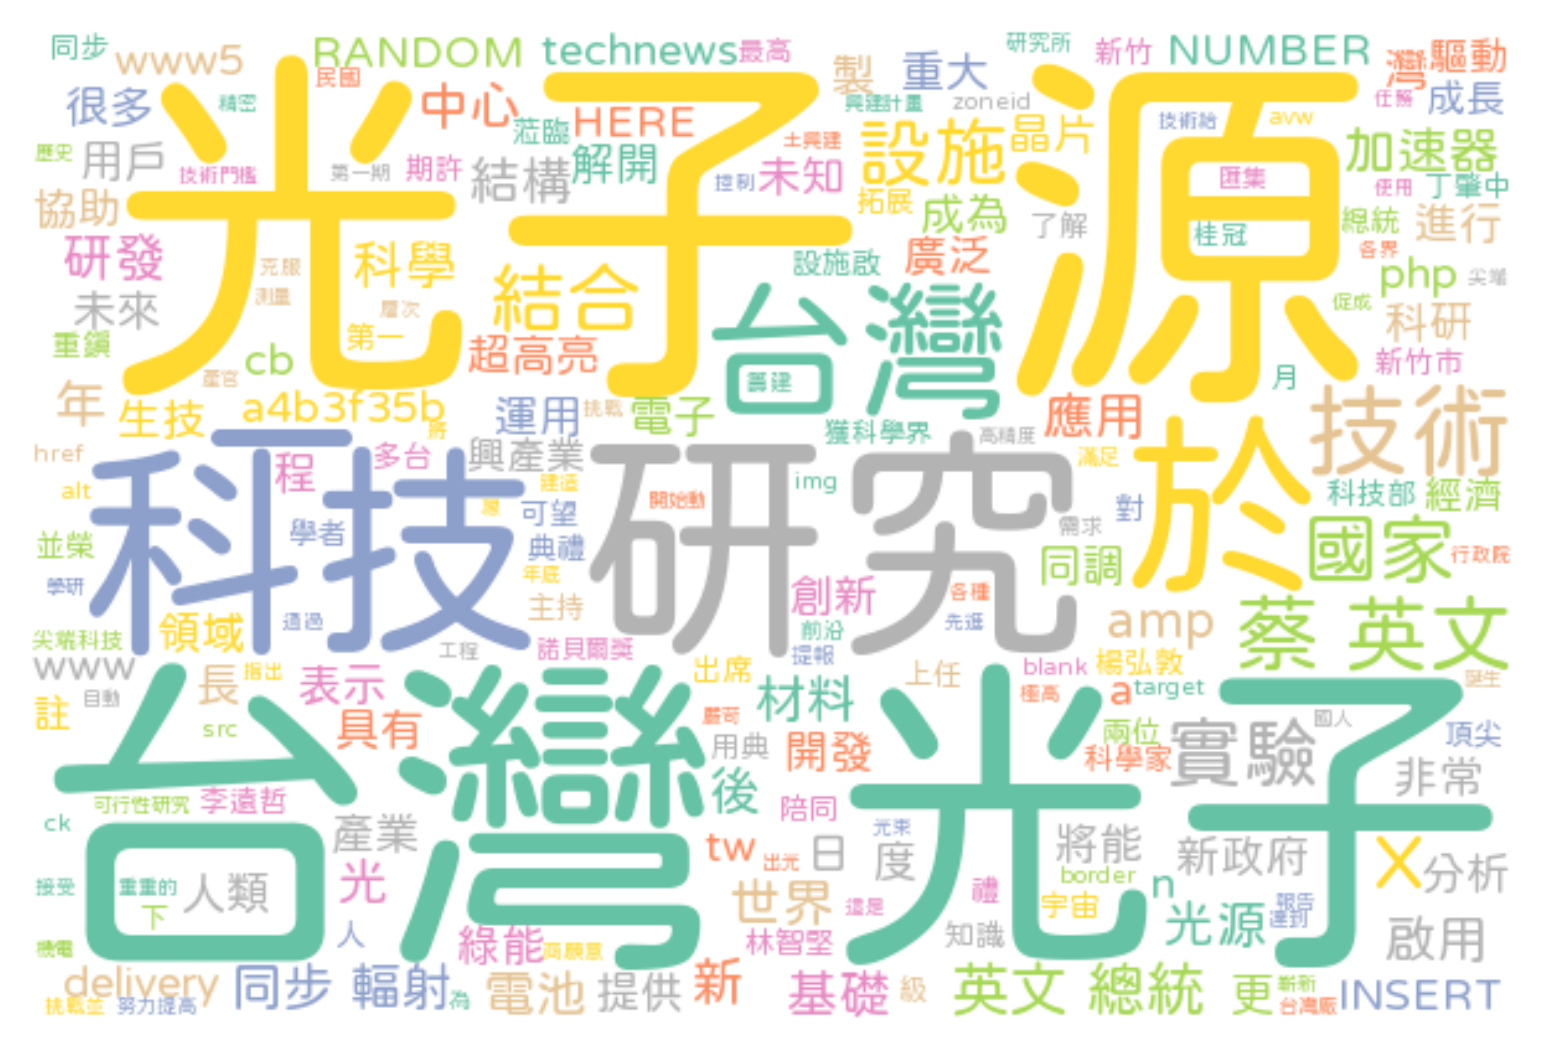 同步 www5 RANDOM technews 最高 製 重大 研究所 新竹 NUMBER 灣 驅動
民國 光子 源
很多 精密 中心 HERE 興建計畫 zoneid 技術給 avw 任務 成長
歷史 用戶 技術門檻 第一期 期許 結構 蒞臨 解開 土興建 控制 未知 設施 晶片 匯集 加速器 使用 丁肇中
協助 拓展 成為 了解 桂冠 總統 進行
研發 克服 科學 設施啟 廣泛 各界 php 尖端
未來 測量 層次 結合 台灣 促成 科研
重鎮 cb 產官 第一 超高亮 籌建 月 新竹市
年 生技 a4b3f35b 將 運用 挑戰 電子 獲科學界 高精度 應用 技術
href 科技 程 多台 興產業 研究 滿足 於
alt 建造 開始動 img 科技部 經濟
學者 可望 需求 對
並榮 典禮 同調 國家 行政院
學研 年底 創新 各種
領域 通過 主持 前沿 先進 amp 蔡 英文
尖端科技 工程 諾貝爾獎 提報
www 長 指出 表示 出席 上任 blank 楊弘敦 誕生
註 自動 台灣 材料 光子 極高 a target
src 具有 嚴苛 用典 開發 兩位 科學家 實驗 國人 頂尖
可行性研究 李遠哲 後 陪同 非常
ck 產業 tw 出光 日 光束 度 將能 新政府 X 分析
接受 重重的 人類 光 世界 這是 禮 border n
下 宇宙 光源 報告 達到
機電 人 綠能 兩願意 林智堅 知識 啟用
delivery 同步 輻射 為 電池 提供 新 基礎 級 英文 總統 更 嶄新 INSERT
挑戰並 努力提高 台灣廠